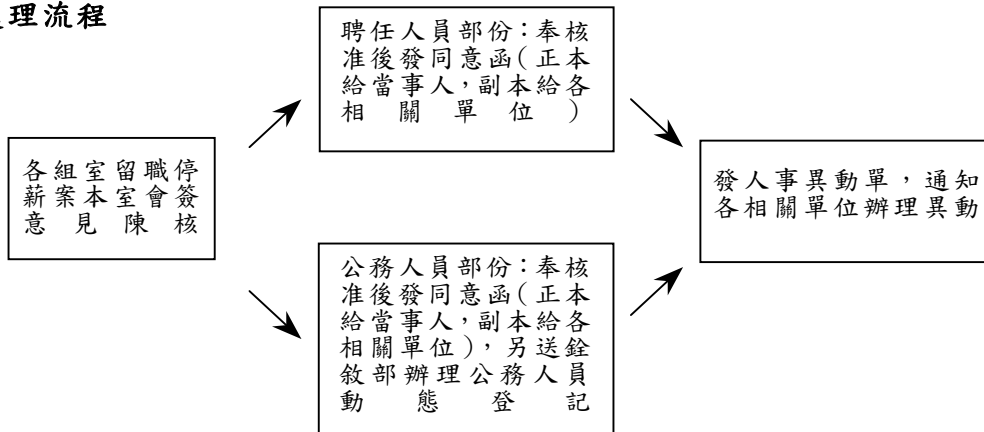 理流程
聘任人員部份：奉核
准後發同意函(正本
給當事人，副本給各
相關單位)
各組室留職停
薪案本室會簽
意見陳核
發人事異動單，通知
各相關單位辦理異動
公務人員部份：奉核
准後發同意函(正本
給當事人，副本給各
相關單位)，另送銓
敘部辦理公務人員
動態登記